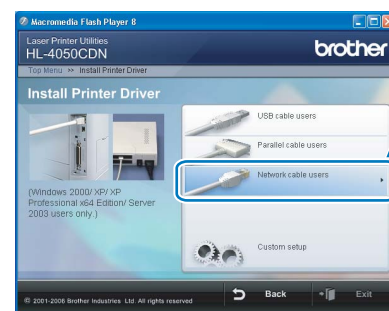 Macromedia Flash Player 8
Laser Printer Utilities
HL-4050CDN
brother
Top Menu >> Install Printer Driver
Install Printer Driver
USB cable users
Parallel cable users
Network cable users
(Windows 2000/ XP/ XP
Professional x64 Edition/ Server
2003 users only.)
Custom setup
© 2001-2006 Brother Industries Ltd. All rights reserved
Back
Exit